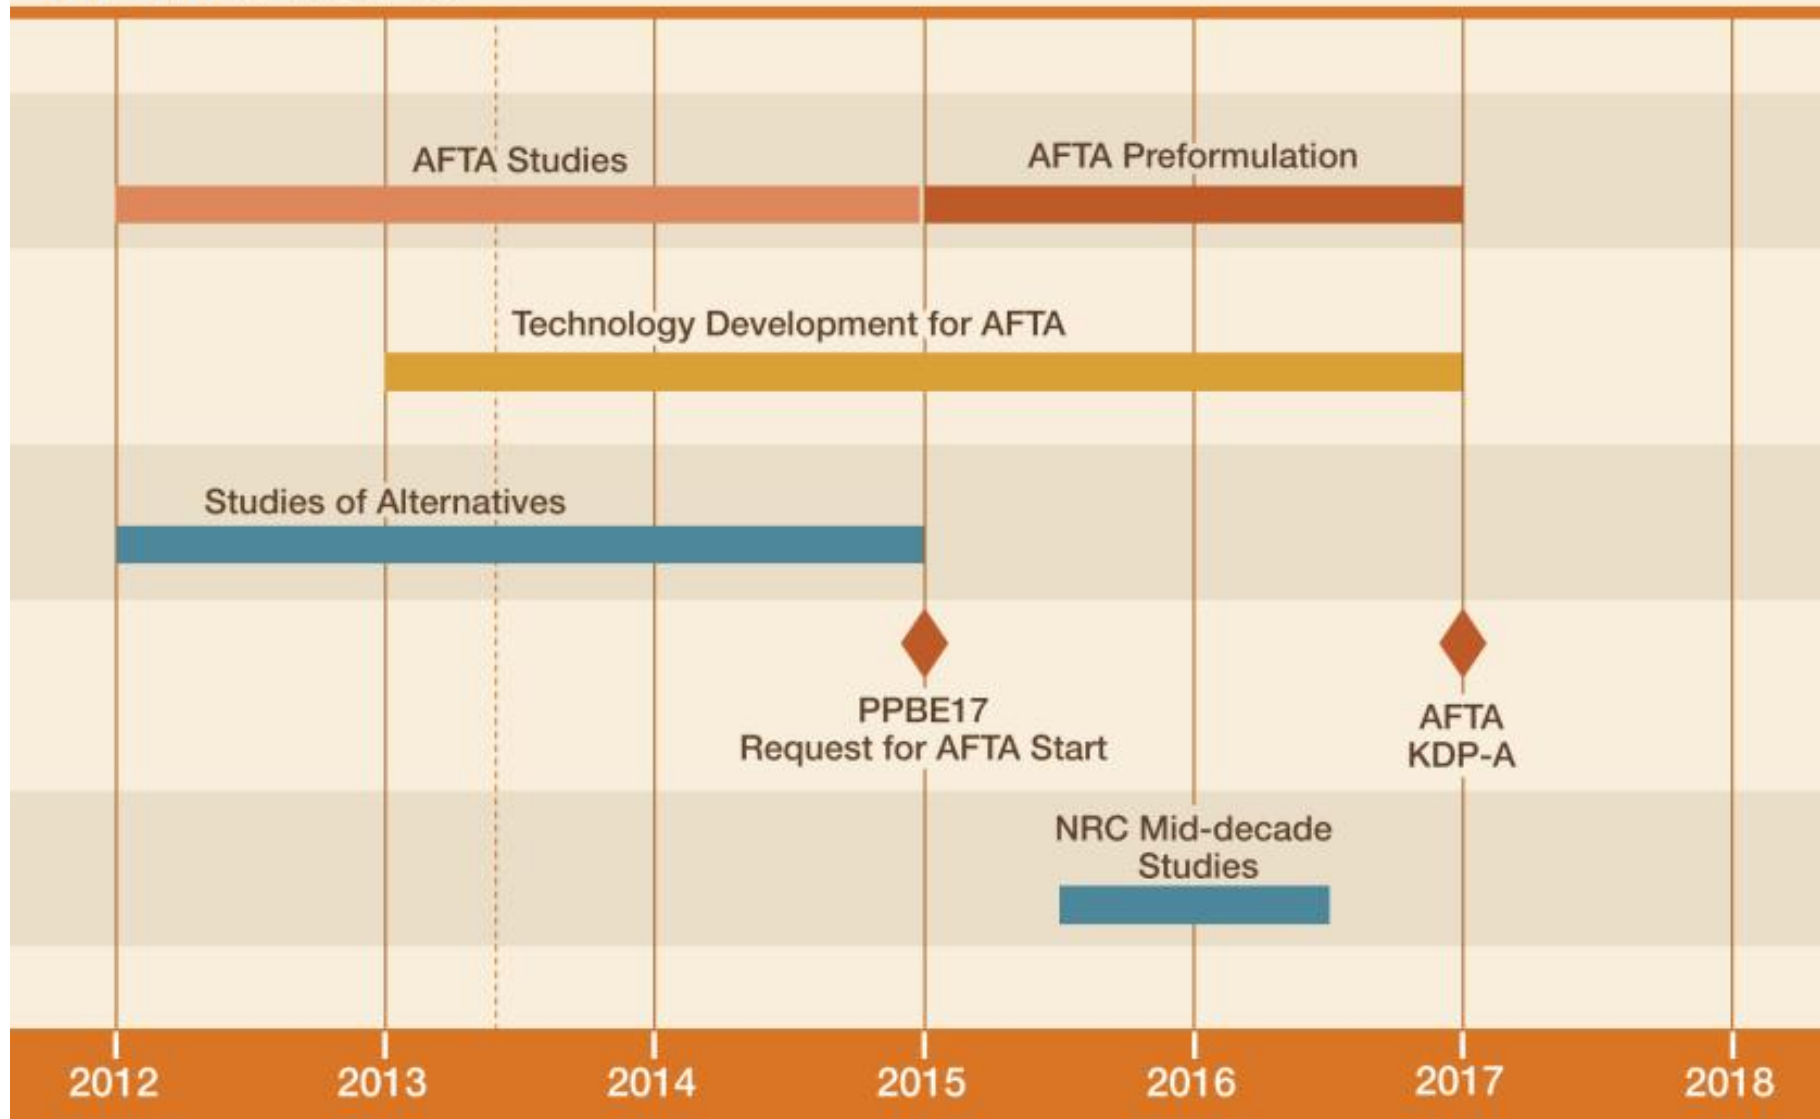 AFTA Studies
AFTA Preformulation
Technology Development for AFTA
Studies of Alternatives
PPBE17
Request for AFTA Start
AFTA
KDP-A
NRC Mid-decade
Studies
2012 2013 2014 2015 2016 2017 2018